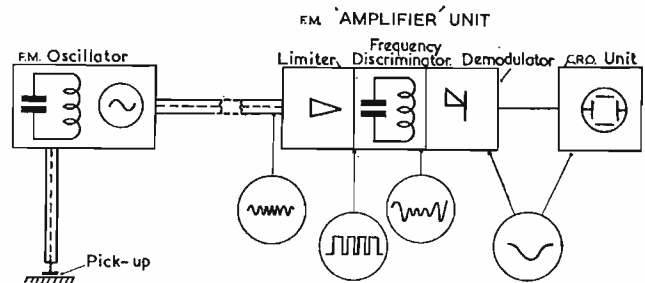 F.M. 'AMPLIFIER' UNIT
F.M. Oscillator
Limiter
Frequency
Discriminator
Demodulator
C.R.O. Unit
Pick-up